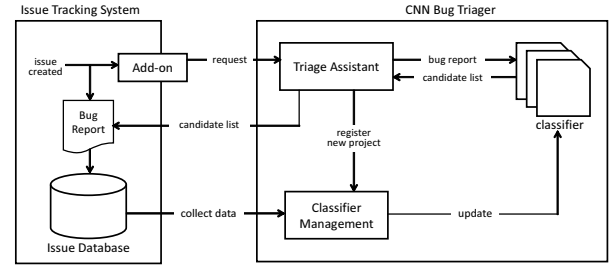 Issue Tracking System
CNN Bug Triager
issue
created
Add-on
request
Triage Assistant
bug report
candidate list
classifier
Bug
Report
candidate list
register
new project
Issue Database
collect data
Classifier
Management
update